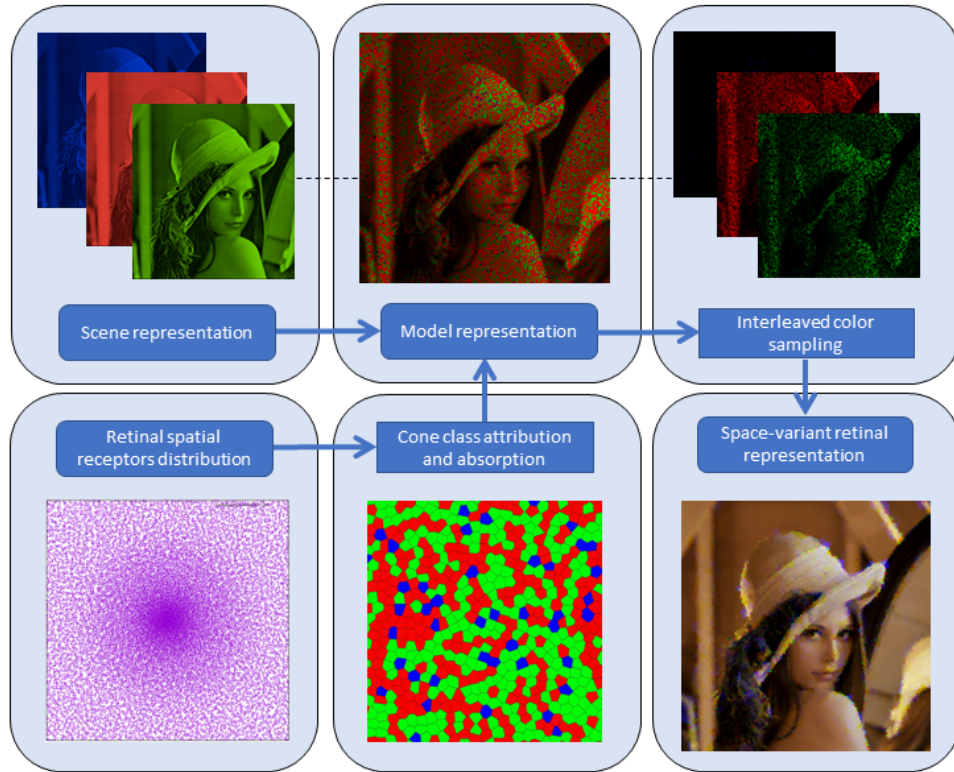 Scene representation
Model representation
Interleaved color
sampling
Retinal spatial
receptors distribution
Cone class attribution
and absorption
Space-variant retinal
representation